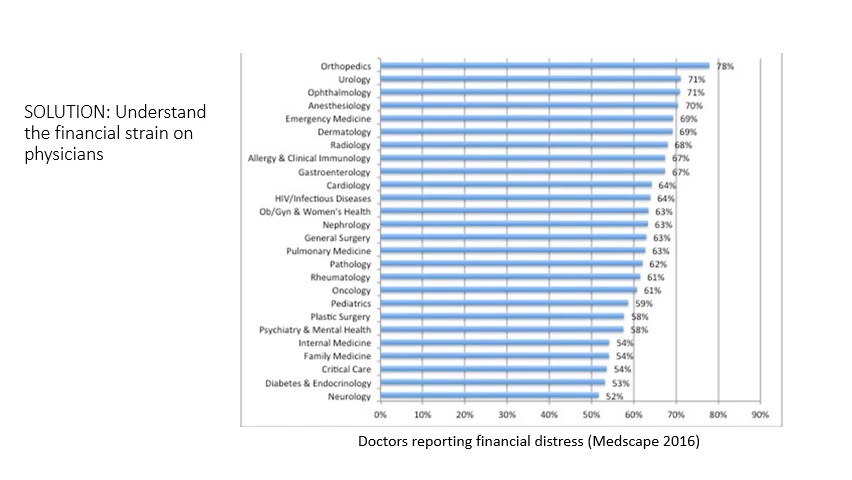 SOLUTION: Understand
the financial strain on
physicians
Orthopedics 78%
Urology 71%
Ophthalmology 71%
Anesthesiology 70%
Emergency Medicine 69%
Dermatology 69%
Radiology 68%
Allergy & Clinical Immunology 67%
Gastroenterology 67%
Cardiology 64%
HIV/Infectious Diseases 64%
Ob/Gyn & Women's Health 63%
Nephrology 63%
General Surgery 63%
Pulmonary Medicine 63%
Pathology 62%
Rheumatology 61%
Oncology 61%
Pediatrics 59%
Plastic Surgery 58%
Psychiatry & Mental Health 58%
Internal Medicine 54%
Family Medicine 54%
Critical Care 54%
Diabetes & Endocrinology 53%
Neurology 52%
0% 10% 20% 30% 40% 50% 60% 70% 80% 90%
Doctors reporting financial distress (Medscape 2016)